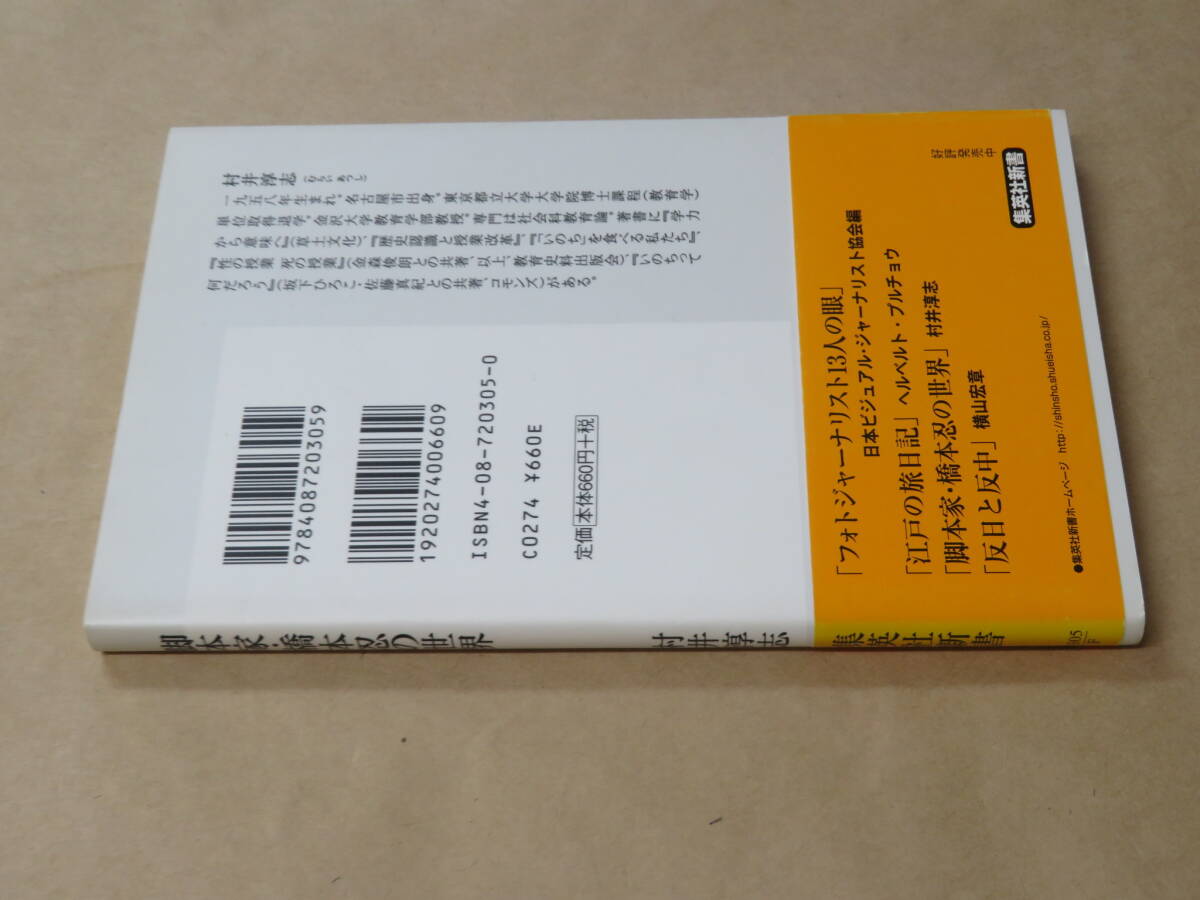 村井淳志(むらい あつし)
一九五八年生まれ。名古屋市出身。東京都立大学大学院博士課程(教育学)
単位取得退学。金沢大学教育学部教授。専門は社会科教育論。著書に『学力
から意味へ』(草土文化)、『歴史認識と授業改革』、『「いのち」を食べる私たち』、
『性の授業 死の授業』(金森俊朗との共著、以上、教育史料出版会)、『いのちって
何だろう』(坂下ひろこ・佐藤真紀との共著、コモンズ)がある。
9784087203059
1920274006609
ISBN4-08-720305-0
C0274 ¥660E
定価 本体660円+税
好評発売中
集英社新書
「フォトジャーナリスト13人の眼」
日本ビジュアル・ジャーナリスト協会編
「江戸の旅日記」 ヘルベルト・プルチョウ
「脚本家・橋本忍の世界」 村井淳志
「反日と反中」 横山宏章
●集英社新書ホームページ http://shinsho.shueisha.co.jp/
脚本家・橋本忍の世界
村井淳志
集英社新書